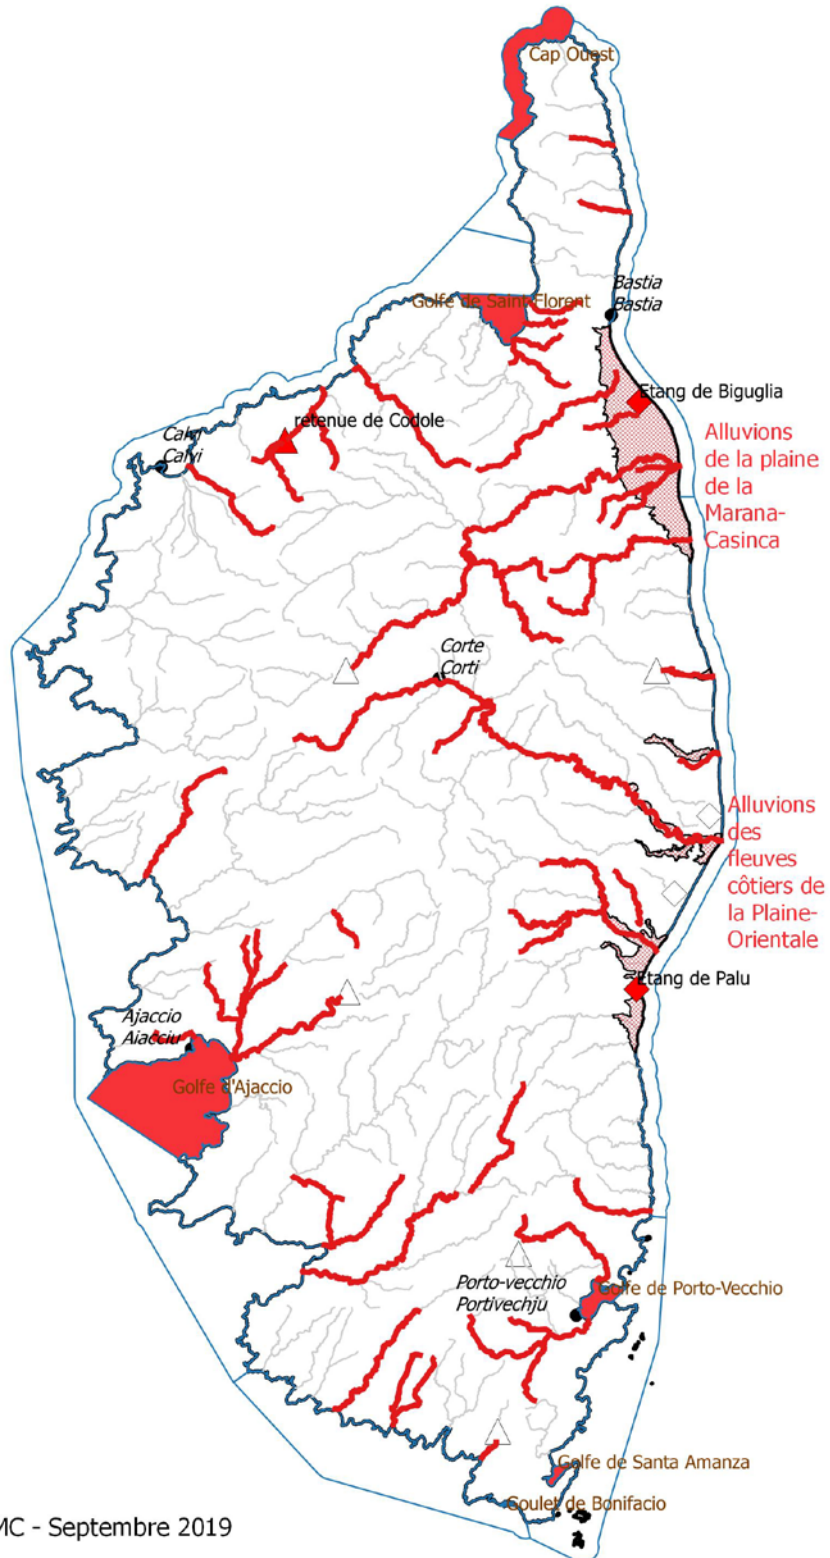 Cap Ouest
Bastia
Bastia
Golfe de Saint-Florent
Etang de Biguglia
retenue de Codole
Calvi
Calvi
Alluvions
de la plaine
de la
Marana-
Casinca
Corte
Corti
Alluvions
des
fleuves
côtiers de
la Plaine-
Orientale
Etang de Palu
Ajaccio
Aiacciu
Golfe d'Ajaccio
Porto-vecchio
Portivechju
Golfe de Porto-Vecchio
Golfe de Santa Amanza
Goulet de Bonifacio
MC - Septembre 2019